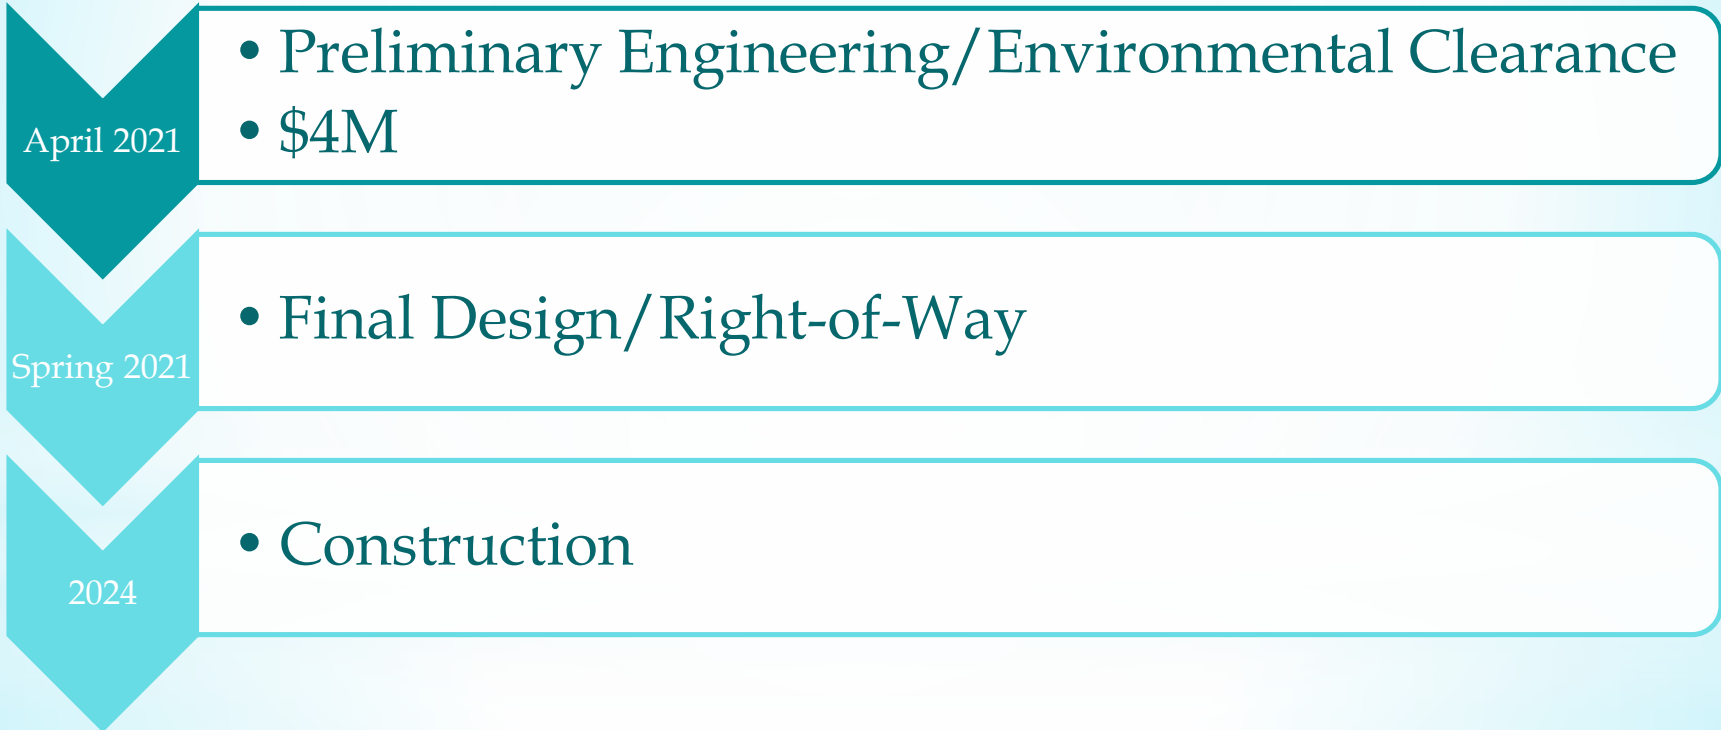 April 2021
• Preliminary Engineering/Environmental Clearance
• $4M
Spring 2021
• Final Design/Right-of-Way
2024
• Construction